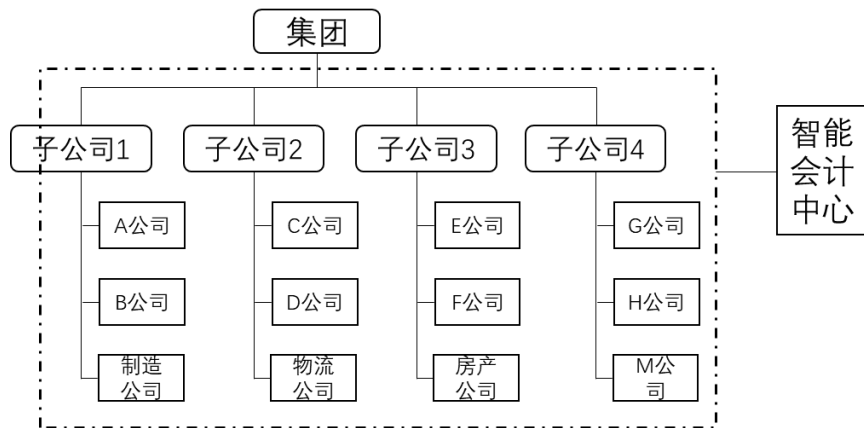 集团
子公司1
子公司2
子公司3
子公司4
智能
会计
中心
A公司
C公司
E公司
G公司
B公司
D公司
F公司
H公司
制造
公司
物流
公司
房产
公司
M公
司